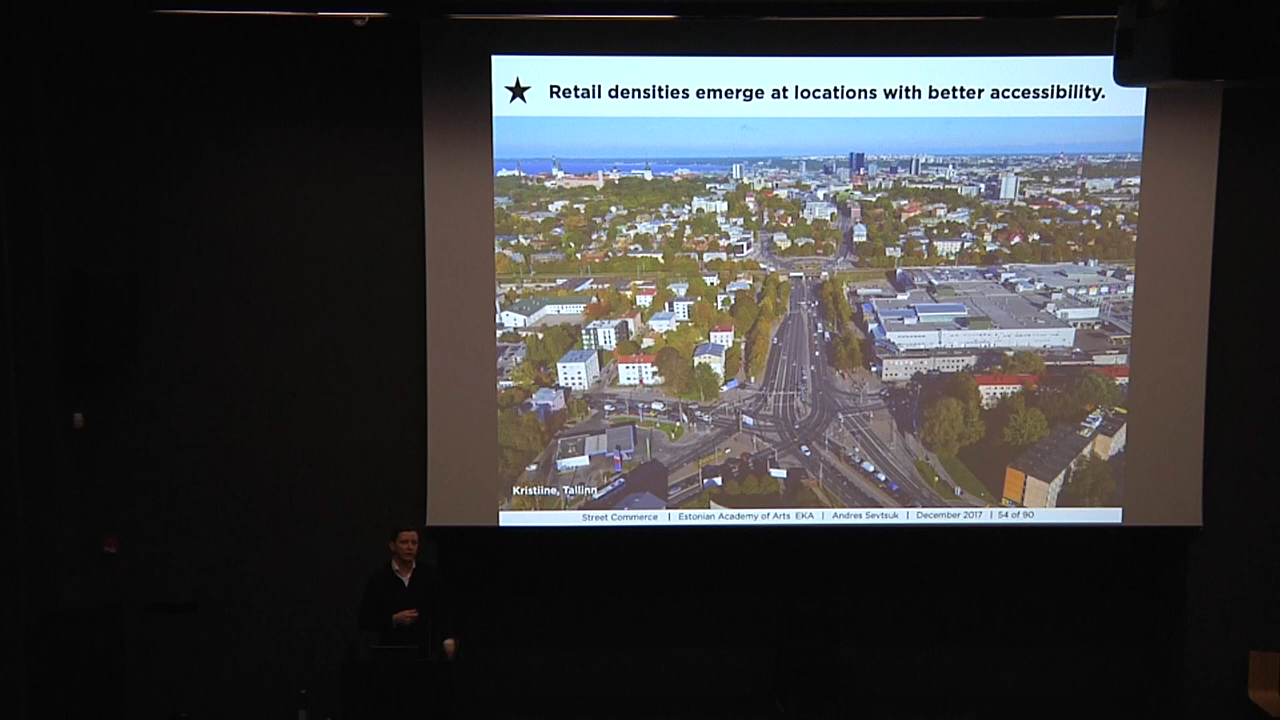 Retail densities emerge at locations with better accessibility.
Kristiine, Tallinn
Street Commerce | Estonian Academy of Arts EKA | Andres Sevtsuk | December 2017 | 54 of 90